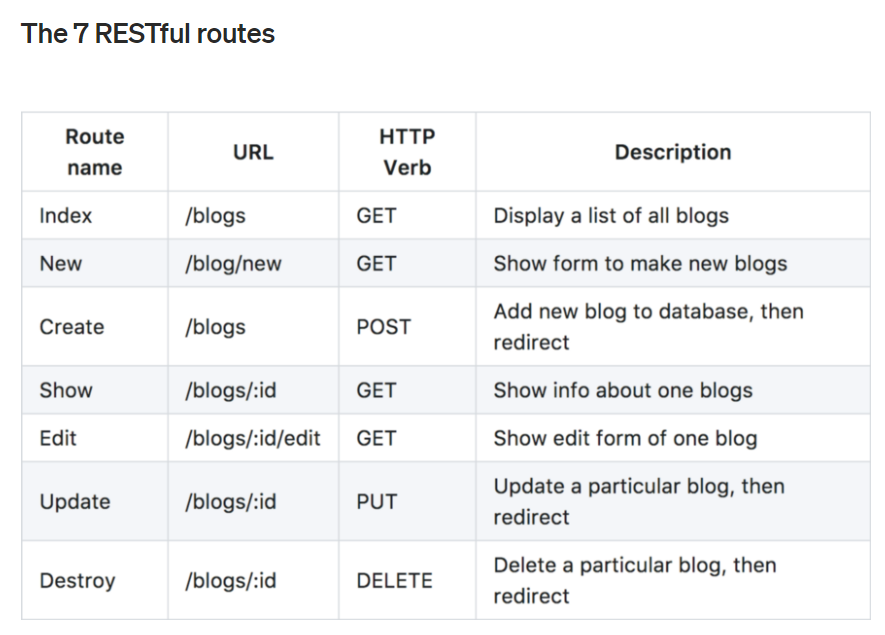 The 7 RESTful routes
Route name URL HTTP Verb Description
Index /blogs GET Display a list of all blogs
New /blog/new GET Show form to make new blogs
Create /blogs POST Add new blog to database, then redirect
Show /blogs/:id GET Show info about one blogs
Edit /blogs/:id/edit GET Show edit form of one blog
Update /blogs/:id PUT Update a particular blog, then redirect
Destroy /blogs/:id DELETE Delete a particular blog, then redirect